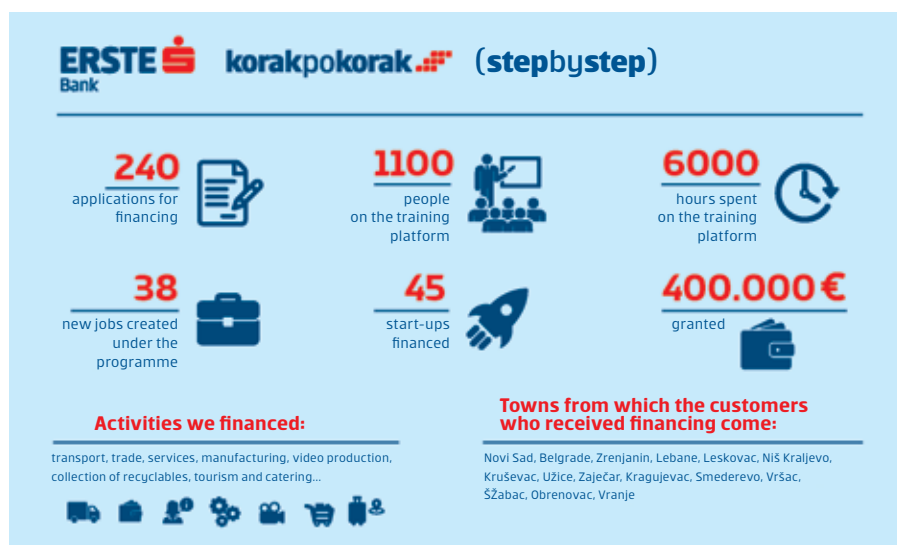 ERSTE
Bank
korakpokorak
(stepbystep)
240
applications for
financing
1100
people
on the training
platform
6000
hours spent
on the training
platform
38
new jobs created
under the
programme
45
start-ups
financed
400.000 €
granted
Activities we financed:
transport, trade, services, manufacturing, video production,
collection of recyclables, tourism and catering...
Towns from which the customers
who received financing come:
Novi Sad, Belgrade, Zrenjanin, Lebane, Leskovac, Niš Kraljevo,
Kruševac, Užice, Zaječar, Kragujevac, Smederevo, Vršac,
ŠŽabac, Obrenovac, Vranje